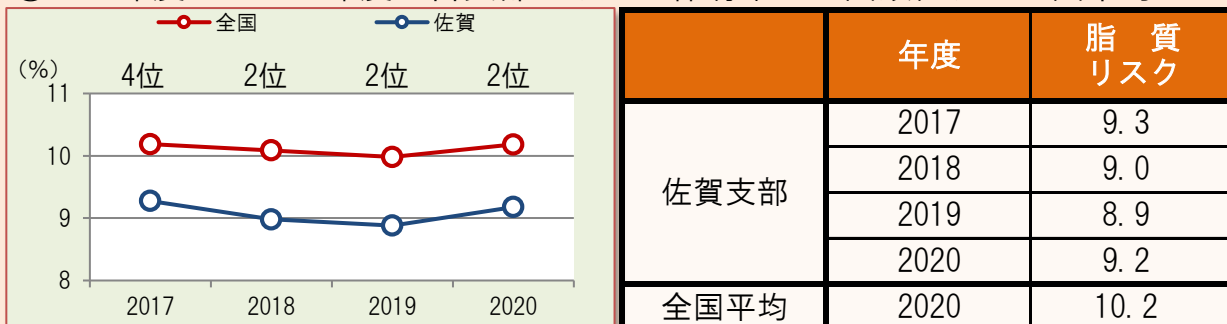 全国 佐賀
(%) 4位 2位 2位 2位
11
10
9
8
2017 2018 2019 2020
年度 脂 質
リスク
佐賀支部 2017 9.3
2018 9.0
2019 8.9
2020 9.2
全国平均 2020 10.2